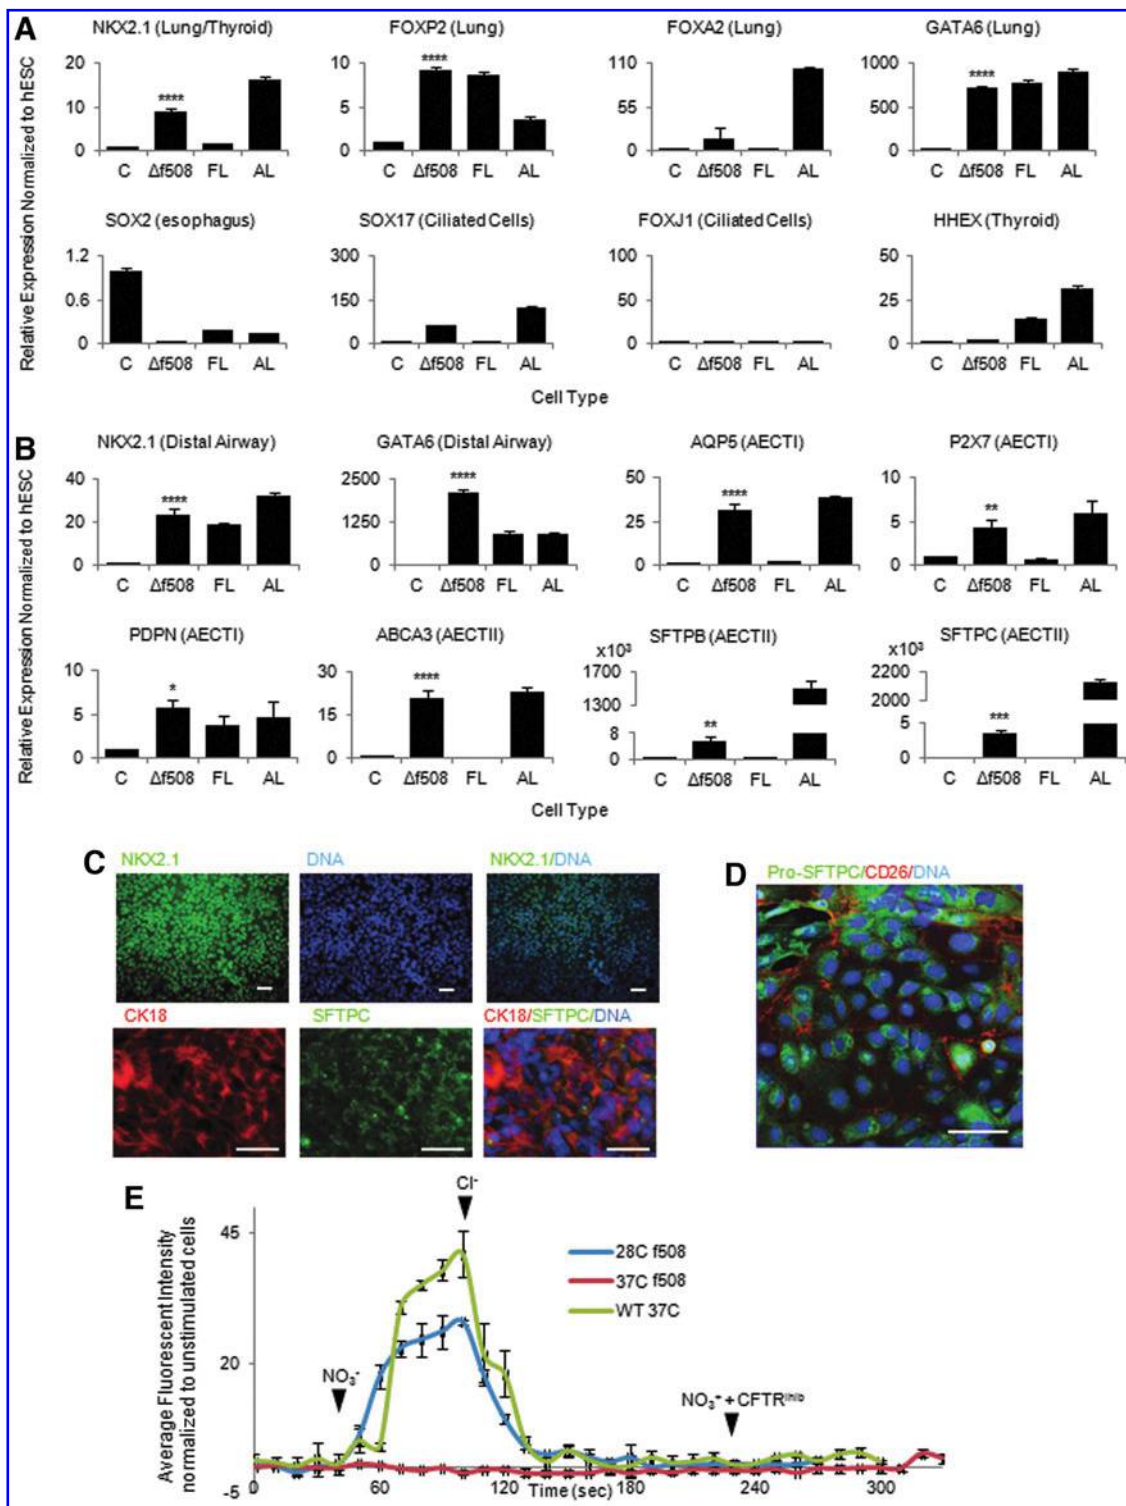 A
NKX2.1 (Lung/Thyroid) FOXP2 (Lung) FOXA2 (Lung) GATA6 (Lung)
Relative Expression Normalized to hESC
20 10 0
**** 
C Δf508 FL AL
10 5 0
****
C Δf508 FL AL
110 55 0
C Δf508 FL AL
1000 500 0
****
C Δf508 FL AL
SOX2 (esophagus) SOX17 (Ciliated Cells) FOXJ1 (Ciliated Cells) HHEX (Thyroid)
1.2 0.6 0
C Δf508 FL AL
300 150 0
C Δf508 FL AL
100 50 0
C Δf508 FL AL
50 25 0
C Δf508 FL AL
Cell Type
B
NKX2.1 (Distal Airway) GATA6 (Distal Airway) AQP5 (AECTI) P2X7 (AECTI)
Relative Expression Normalized to hESC
40 20 0
****
C Δf508 FL AL
2500 1250 0
****
C Δf508 FL AL
50 25 0
****
C Δf508 FL AL
10 5 0
**
C Δf508 FL AL
PDPN (AECTI) ABCA3 (AECTII) SFTPB (AECTII) SFTPC (AECTII)
10 5 0
*
C Δf508 FL AL
30 15 0
****
C Δf508 FL AL
x10³
1700 1300 8 0
**
C Δf508 FL AL
x10³
2200 2000 5 0
***
C Δf508 FL AL
Cell Type
C
NKX2.1 DNA NKX2.1/DNA
CK18 SFTPC CK18/SFTPC/DNA
D
Pro-SFTPC/CD26/DNA
E
Average Fluorescent Intensity
normalized to unstimulated cells
45
20
-5
NO₃⁻
Cl⁻
NO₃⁺ + CFTRⁱⁿʰⁱᵇ
28C f508
37C f508
WT 37C
0 60 120 180 240 300
Time (sec)